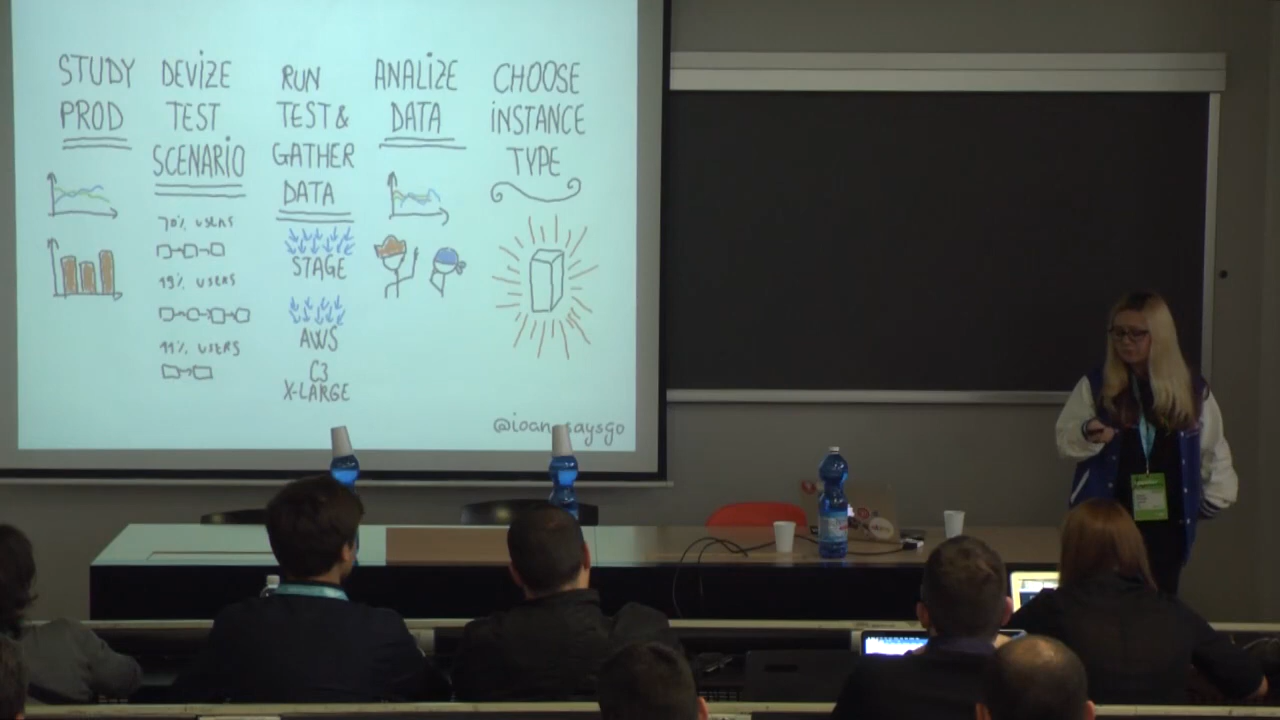 STUDY
PROD
DEVIZE
TEST
SCENARIO
70% USERS
19% USERS
11% USERS
RUN
TEST &
GATHER
DATA
STAGE
AWS
C3
X-LARGE
ANALIZE
DATA
CHOOSE
INSTANCE
TYPE